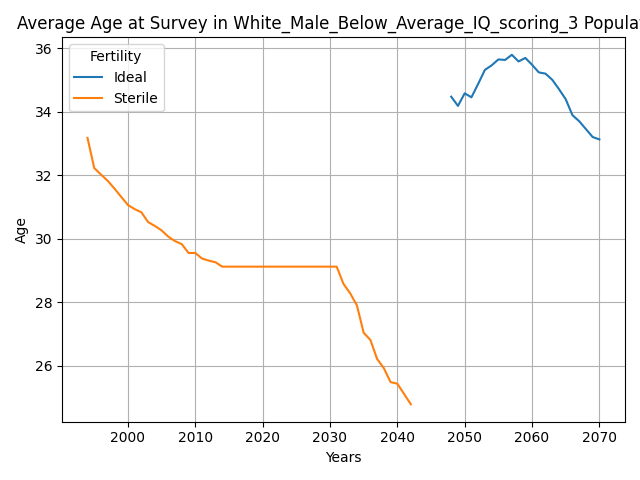 Average Age at Survey in White_Male_Below_Average_IQ_scoring_3 Popula
Fertility
Ideal
Sterile
36
34
32
30
28
26
Age
2000 2010 2020 2030 2040 2050 2060 2070
Years